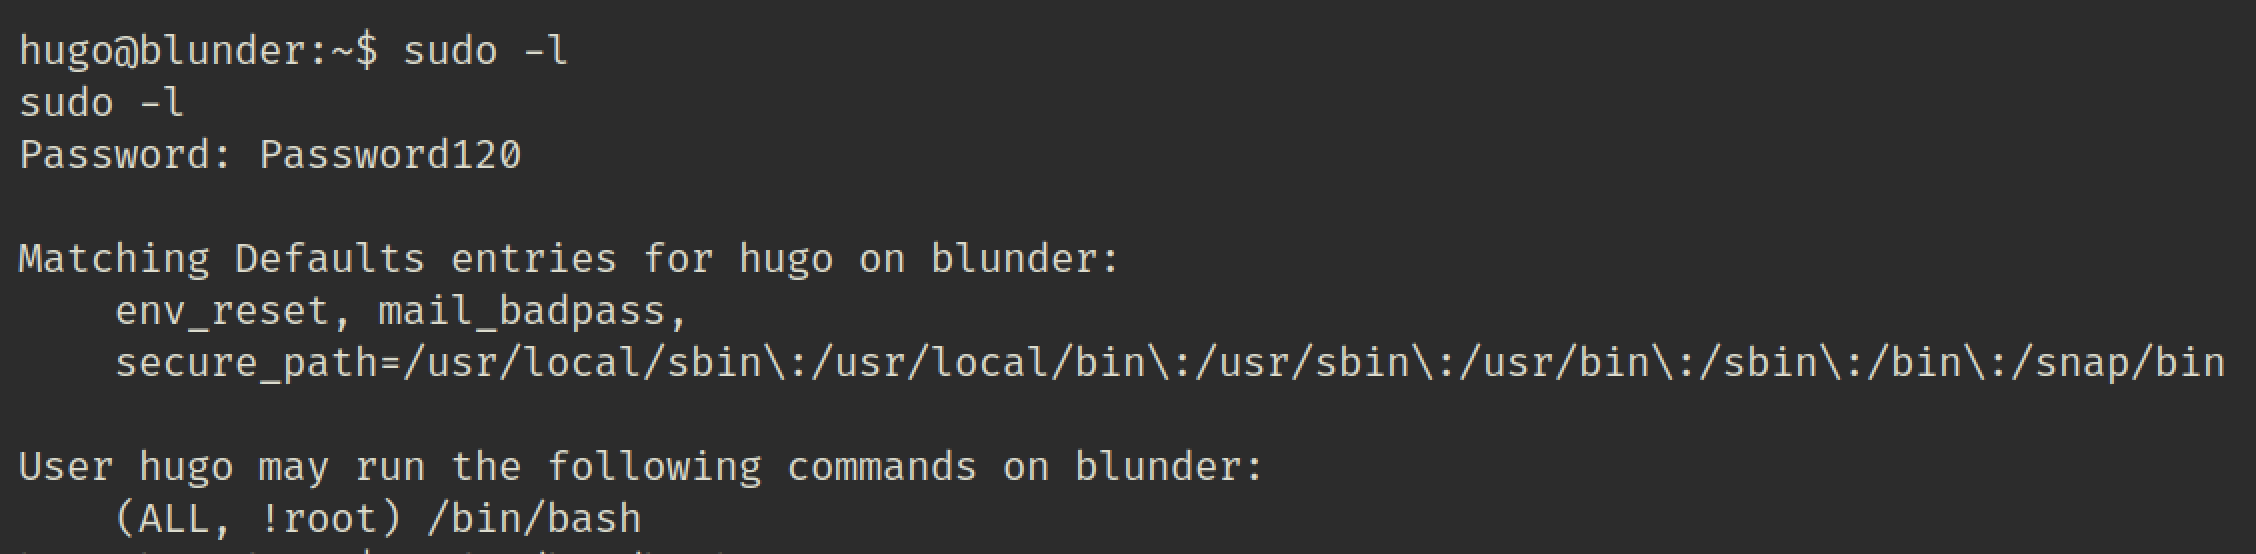 hugo@blunder:~$ sudo -l
sudo -l
Password: Password120
Matching Defaults entries for hugo on blunder:
env_reset, mail_badpass,
secure_path=/usr/local/sbin\:/usr/local/bin\:/usr/sbin\:/usr/bin\:/sbin\:/bin\:/snap/bin
User hugo may run the following commands on blunder:
(ALL, !root) /bin/bash